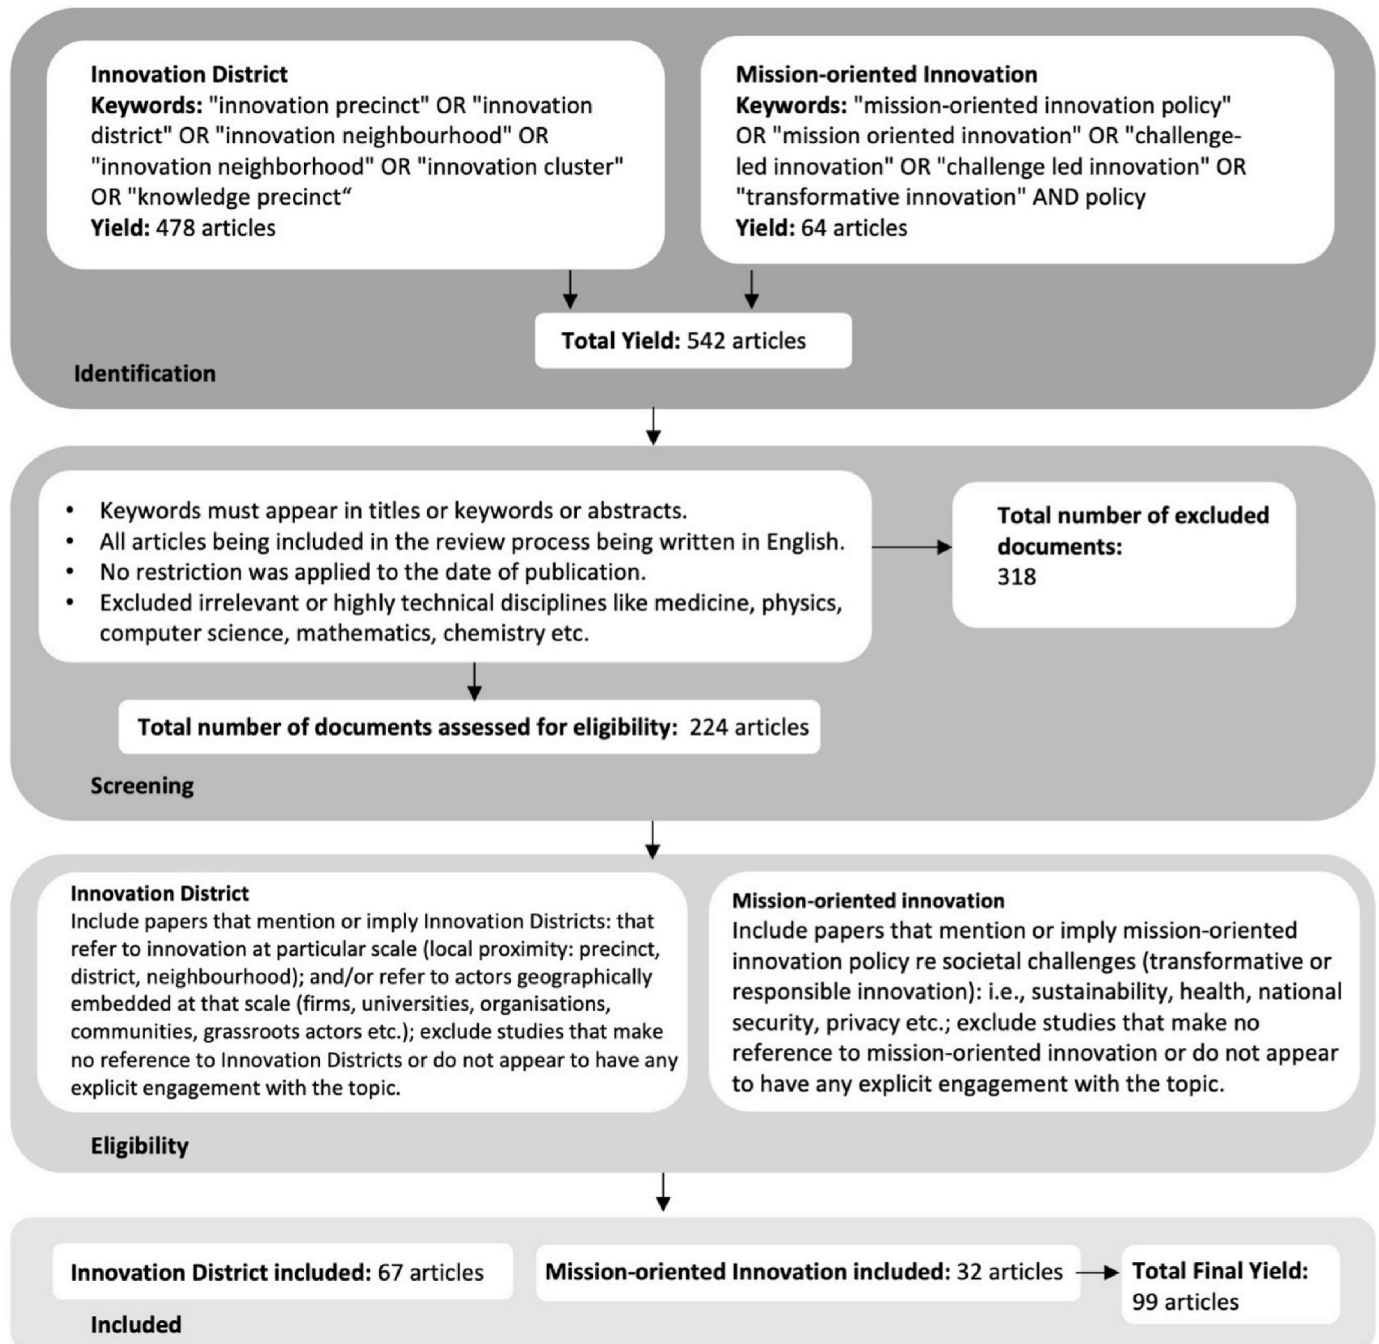 Innovation District
Keywords: "innovation precinct" OR "innovation
district" OR "innovation neighbourhood" OR
"innovation neighborhood" OR "innovation cluster"
OR "knowledge precinct“
Yield: 478 articles
Mission-oriented Innovation
Keywords: "mission-oriented innovation policy"
OR "mission oriented innovation" OR "challenge-
led innovation" OR "challenge led innovation" OR
"transformative innovation" AND policy
Yield: 64 articles
Total Yield: 542 articles
Identification
• Keywords must appear in titles or keywords or abstracts.
• All articles being included in the review process being written in English.
• No restriction was applied to the date of publication.
• Excluded irrelevant or highly technical disciplines like medicine, physics,
computer science, mathematics, chemistry etc.
Total number of excluded
documents:
318
Total number of documents assessed for eligibility: 224 articles
Screening
Innovation District
Include papers that mention or imply Innovation Districts: that
refer to innovation at particular scale (local proximity: precinct,
district, neighbourhood); and/or refer to actors geographically
embedded at that scale (firms, universities, organisations,
communities, grassroots actors etc.); exclude studies that make
no reference to Innovation Districts or do not appear to have any
explicit engagement with the topic.
Mission-oriented innovation
Include papers that mention or imply mission-oriented
innovation policy re societal challenges (transformative or
responsible innovation): i.e., sustainability, health, national
security, privacy etc.; exclude studies that make no
reference to mission-oriented innovation or do not appear
to have any explicit engagement with the topic.
Eligibility
Innovation District included: 67 articles
Mission-oriented Innovation included: 32 articles
Total Final Yield:
99 articles
Included